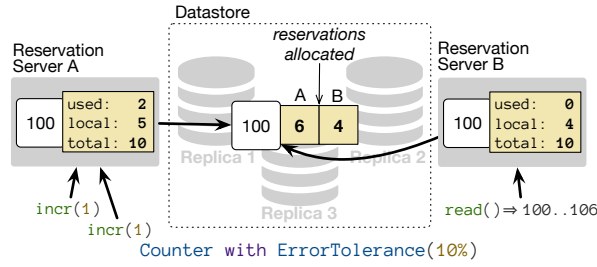 Datastore
Reservation
Server A
reservations
allocated
Reservation
Server B
100
used: 2
local: 5
total: 10
A B
100
6 4
100
used: 0
local: 4
total: 10
Replica 1
Replica 2
Replica 3
incr(1)
incr(1)
read()⇒100..106
Counter with ErrorTolerance(10%)